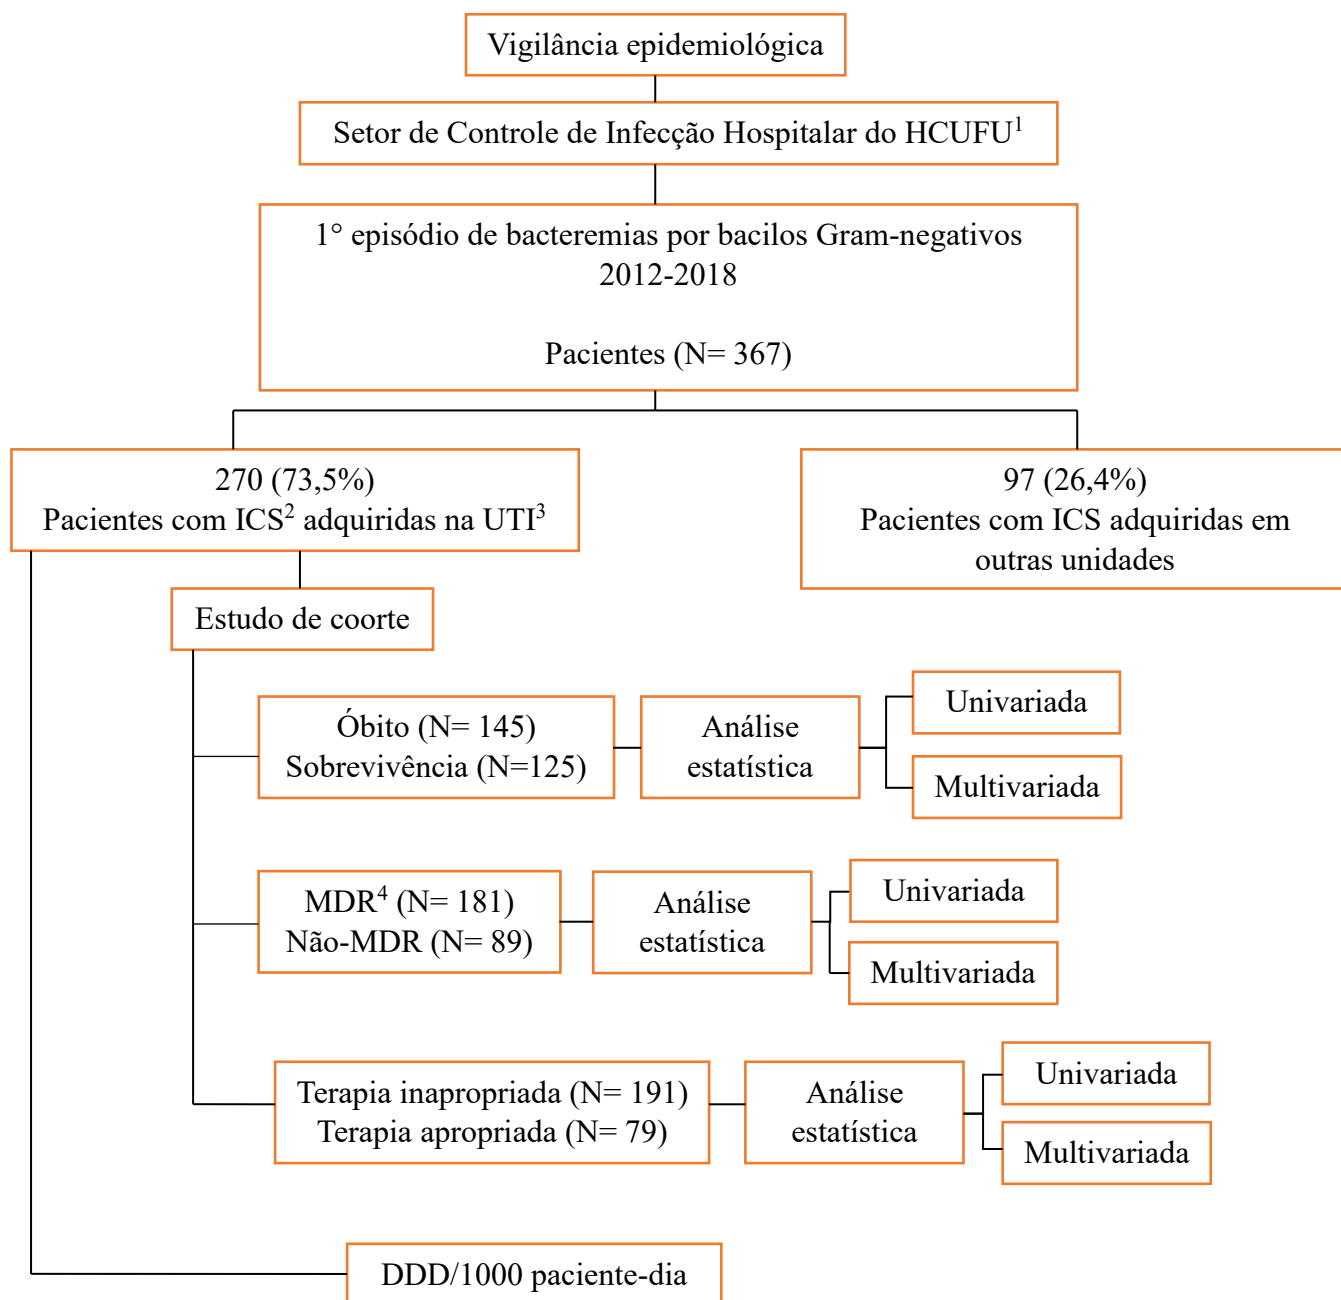 Vigilância epidemiológica
Setor de Controle de Infecção Hospitalar do HCUFU¹
1° episódio de bacteremias por bacilos Gram-negativos
2012-2018
Pacientes (N= 367)
270 (73,5%)
Pacientes com ICS² adquiridas na UTI³
97 (26,4%)
Pacientes com ICS adquiridas em
outras unidades
Estudo de coorte
Óbito (N= 145)
Sobrevivência (N=125)
Análise
estatística
Univariada
Multivariada
MDR⁴ (N= 181)
Não-MDR (N= 89)
Análise
estatística
Univariada
Multivariada
Terapia inapropriada (N= 191)
Terapia apropriada (N= 79)
Análise
estatística
Univariada
Multivariada
DDD/1000 paciente-dia